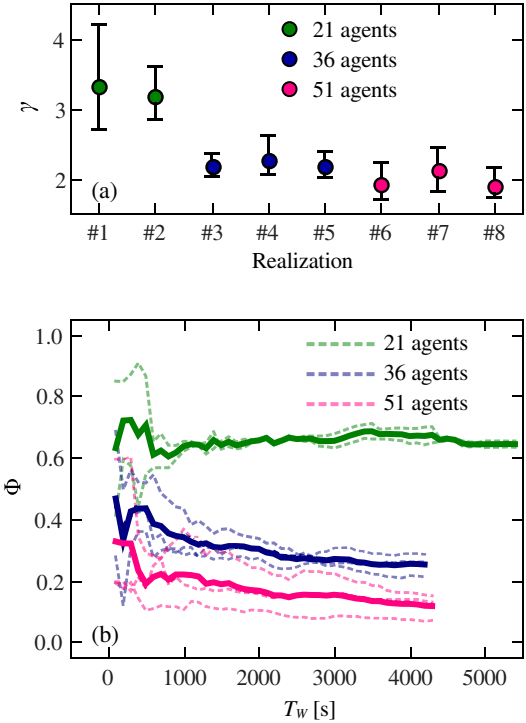 4
3
2
γ
21 agents
36 agents
51 agents
(a)
#1 #2 #3 #4 #5 #6 #7 #8
Realization
1.0
0.8
0.6
0.4
0.2
0.0
Φ
21 agents
36 agents
51 agents
(b)
0 1000 2000 3000 4000 5000
T_W [s]